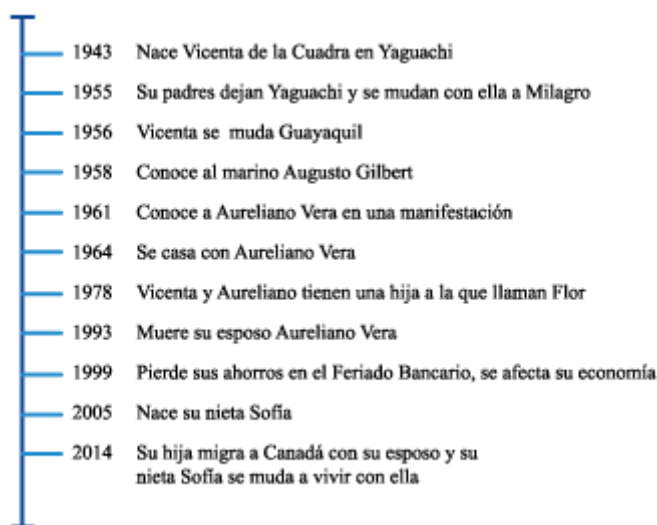 1943 Nace Vicenta de la Cuadra en Yaguachi
1955 Su padres dejan Yaguachi y se mudan con ella a Milagro
1956 Vicenta se muda Guayaquil
1958 Conoce al marino Augusto Gilbert
1961 Conoce a Aureliano Vera en una manifestación
1964 Se casa con Aureliano Vera
1978 Vicenta y Aureliano tienen una hija a la que llaman Flor
1993 Muere su esposo Aureliano Vera
1999 Pierde sus ahorros en el Feriado Bancario, se afecta su economía
2005 Nace su nieta Sofía
2014 Su hija migra a Canadá con su esposo y su
nieta Sofía se muda a vivir con ella